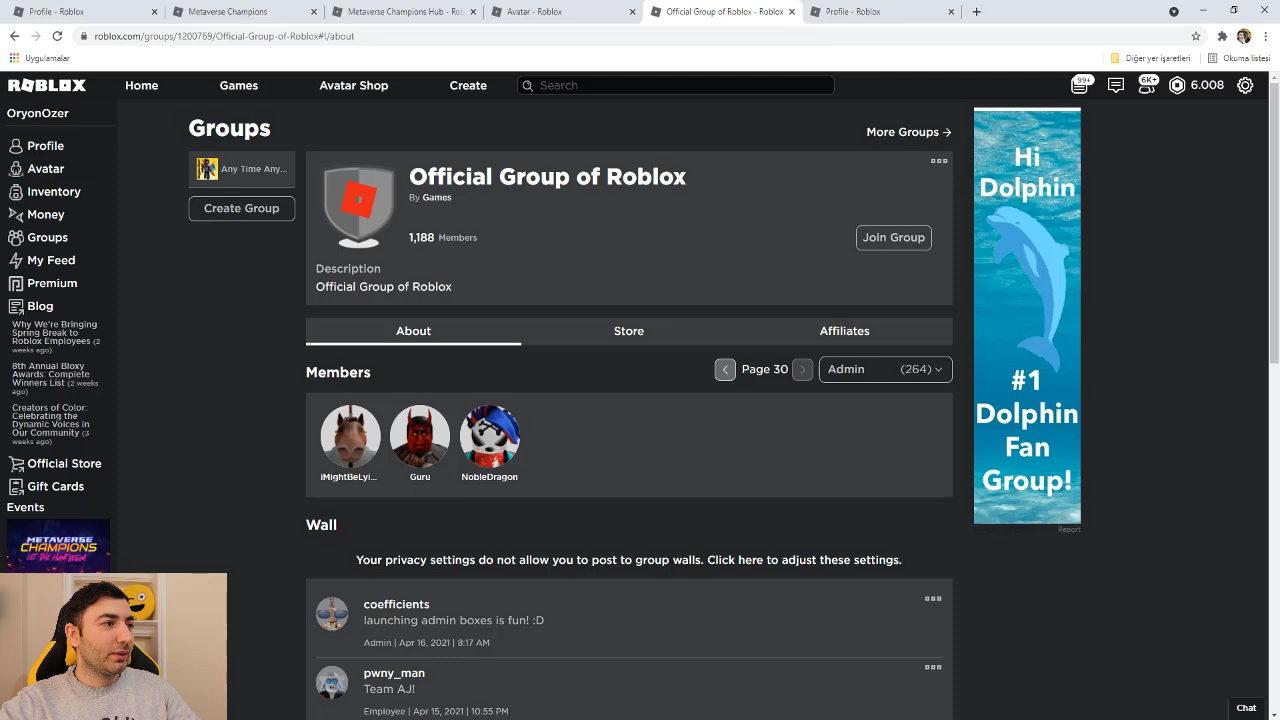 Profile - Roblox
Metaverse Champions
Metaverse Champions Hub - Rob
Avatar - Roblox
Official Group of Roblox - Roblox
Profile - Roblox
roblox.com/groups/1200769/Official-Group-of-Roblox#!/about
Uygulamalar
Diğer yer işaretleri
Okuma listesi
ROBLOX
Home
Games
Avatar Shop
Create
Search
99+
6K+
6.008
OryonOzer
Profile
Avatar
Inventory
Money
Groups
My Feed
Premium
Blog
Why We're Bringing
Spring Break to
Roblox Employees (2
weeks ago)
8th Annual Bloxy
Awards: Complete
Winners List (2 weeks
ago)
Creators of Color:
Celebrating the
Dynamic Voices in
Our Community (3
weeks ago)
Official Store
Gift Cards
Events
METAVERSE
CHAMPIONS
Groups
More Groups →
Any Time Any...
Create Group
Official Group of Roblox
By Games
1,188 Members
Join Group
Description
Official Group of Roblox
About
Store
Affiliates
Members
Page 30
Admin (264)
iMightBeLyi...
Guru
NobleDragon
Wall
Your privacy settings do not allow you to post to group walls. Click here to adjust these settings.
coefficients
launching admin boxes is fun! :D
Admin | Apr 16, 2021 | 8:17 AM
pwny_man
Team AJ!
Employee | Apr 15, 2021 | 10:55 PM
Hi
Dolphin
#1
Dolphin
Fan
Group!
Report
Chat